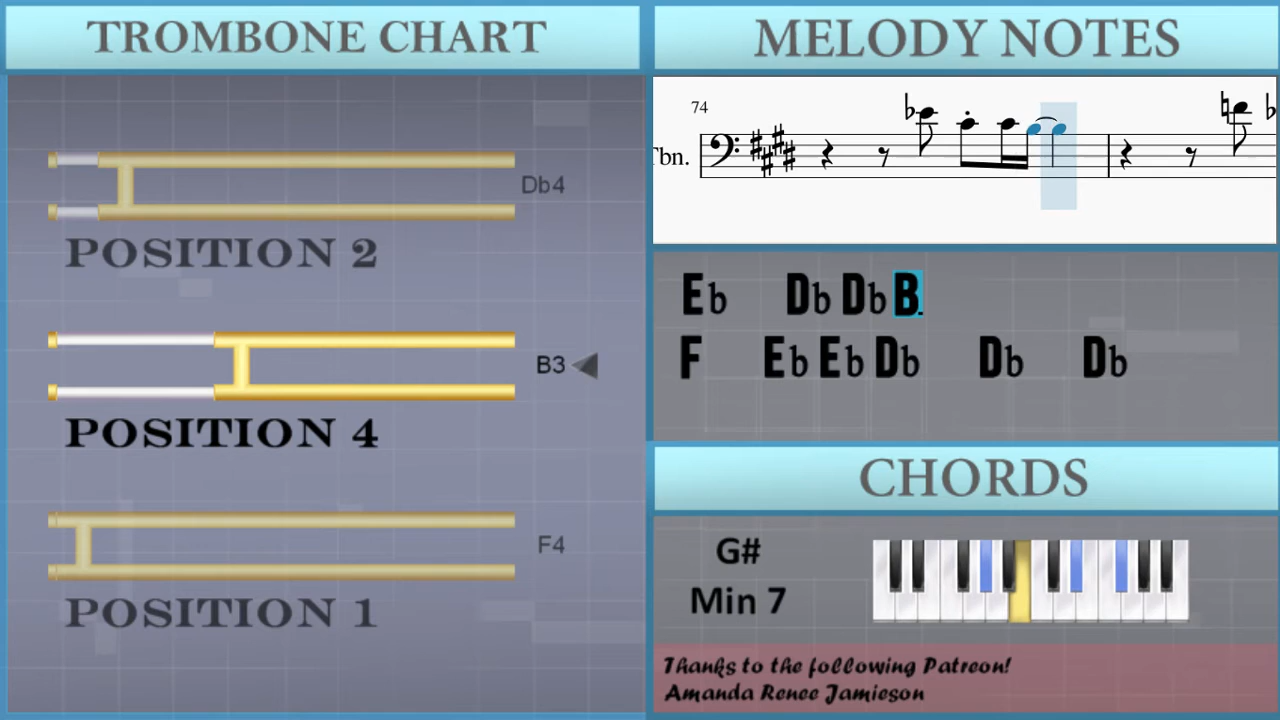 TROMBONE CHART
Db4
POSITION 2
B3
POSITION 4
F4
POSITION 1
MELODY NOTES
74
Tbn.
Eb Db Db B
F Eb Eb Db Db Db
CHORDS
G#
Min 7
Thanks to the following Patreon!
Amanda Renee Jamieson